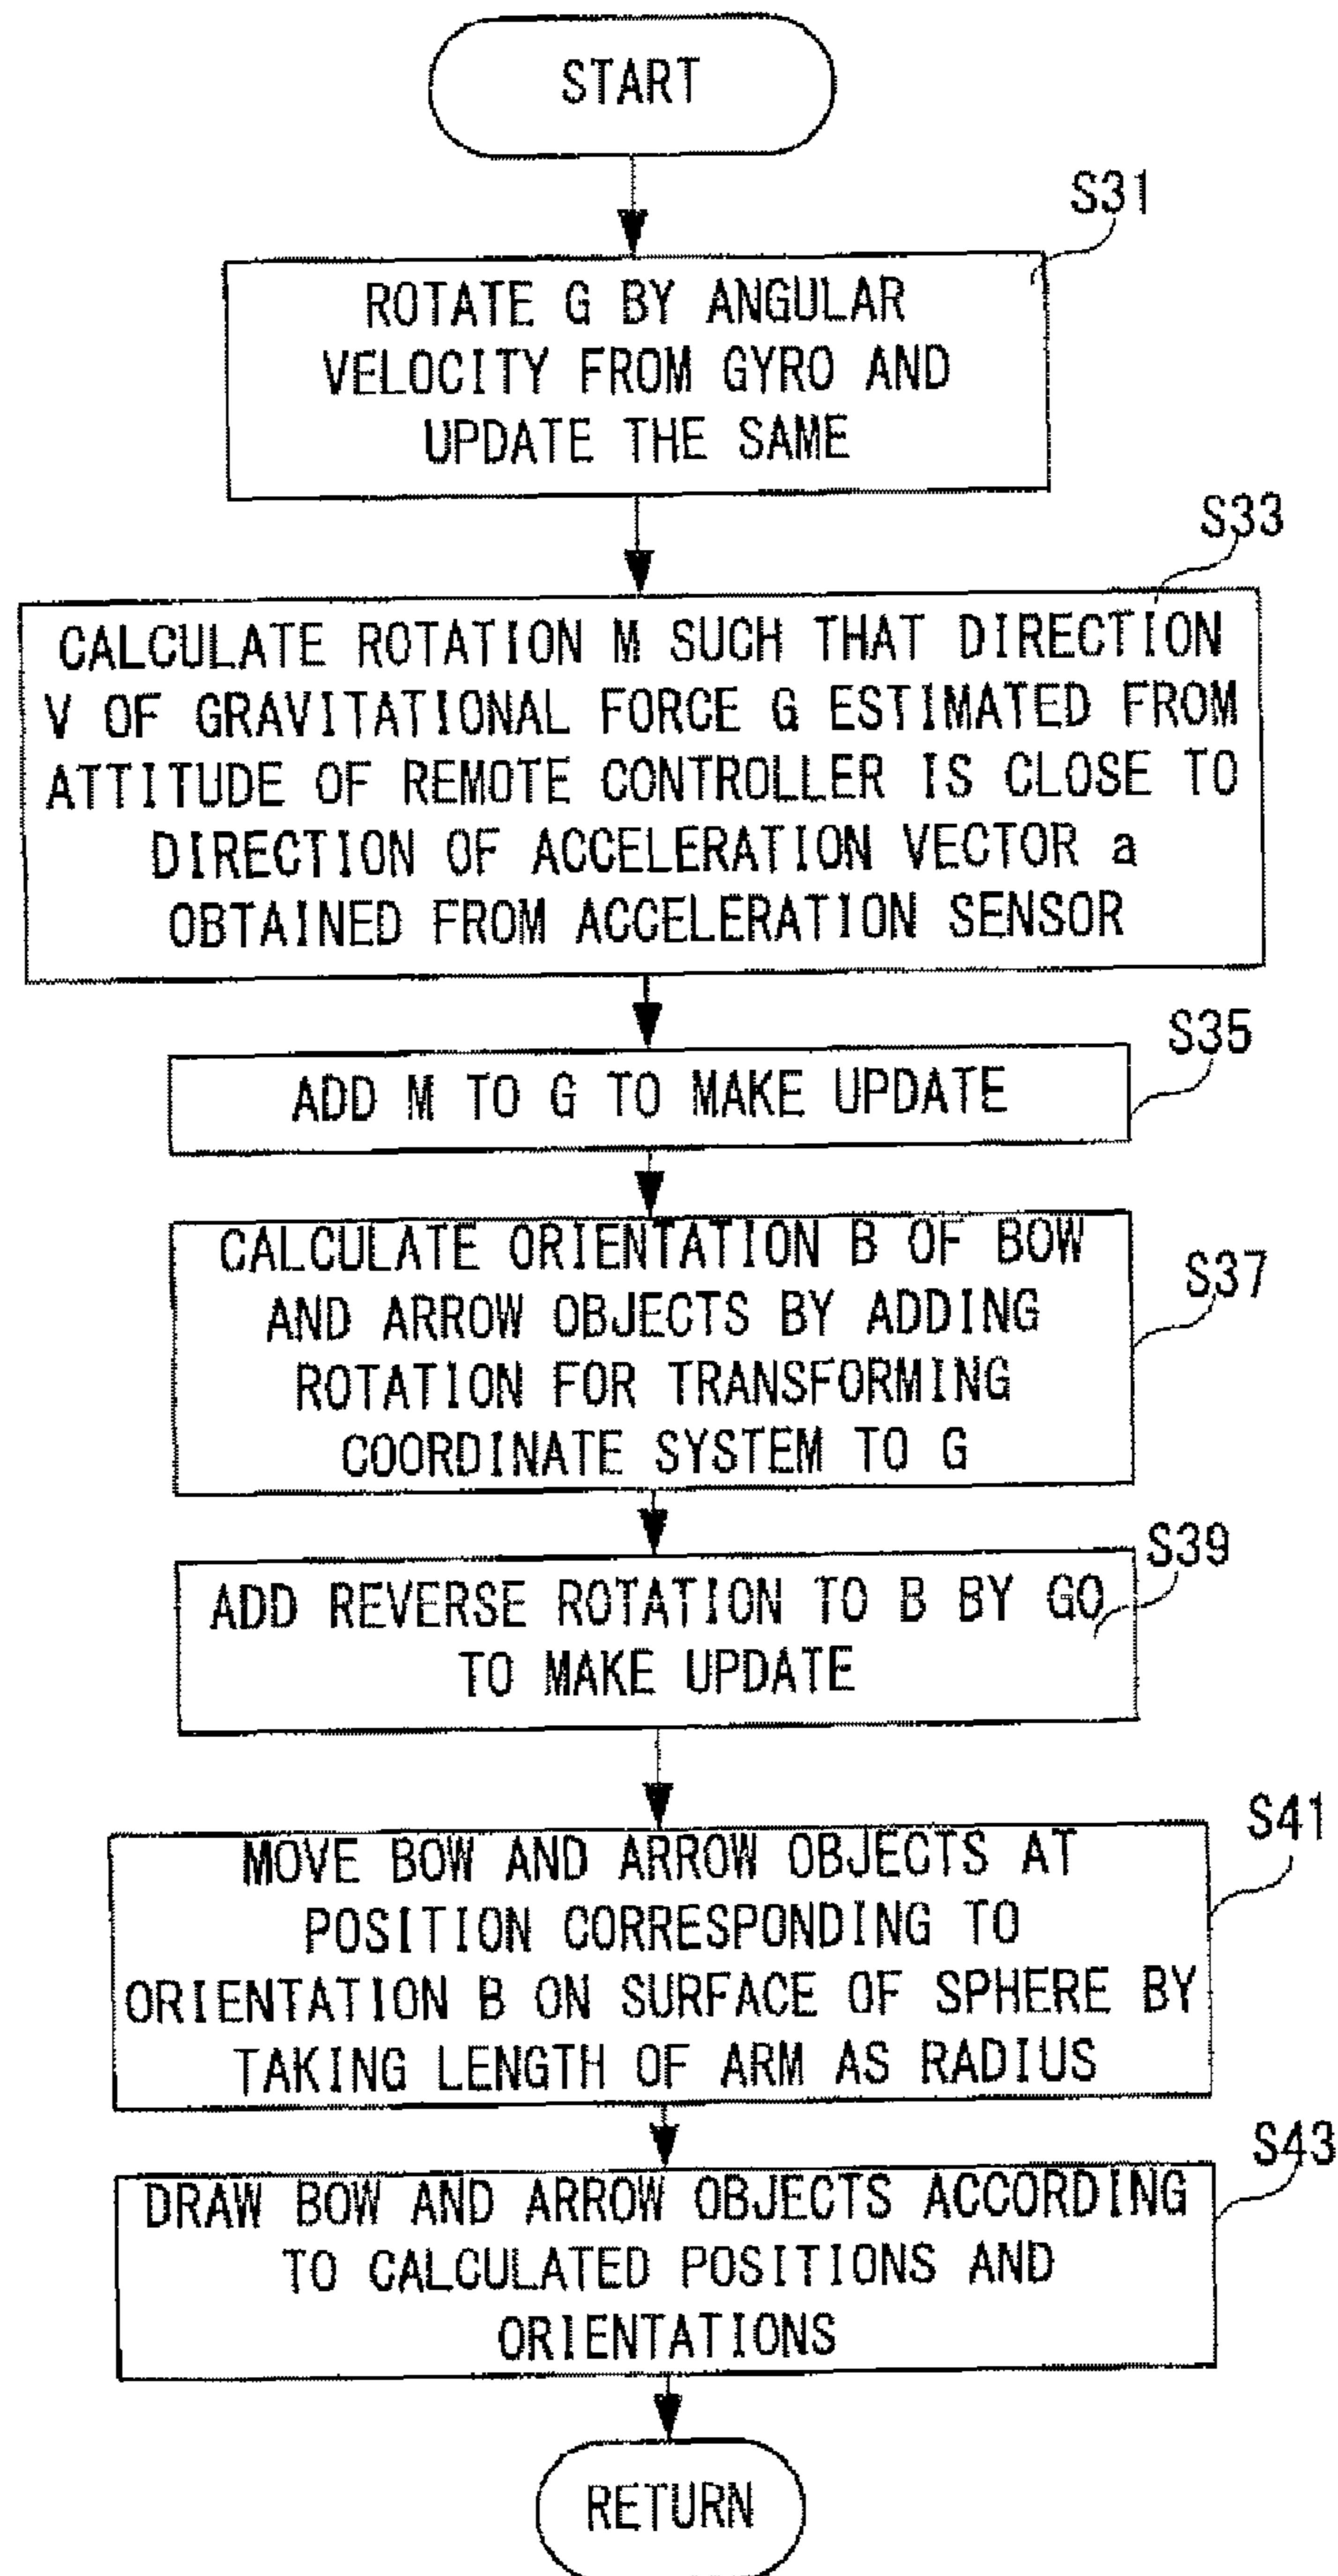 START
S31
ROTATE G BY ANGULAR
VELOCITY FROM GYRO AND
UPDATE THE SAME
S33
CALCULATE ROTATION M SUCH THAT DIRECTION
V OF GRAVITATIONAL FORCE G ESTIMATED FROM
ATTITUDE OF REMOTE CONTROLLER IS CLOSE TO
DIRECTION OF ACCELERATION VECTOR a
OBTAINED FROM ACCELERATION SENSOR
S35
ADD M TO G TO MAKE UPDATE
S37
CALCULATE ORIENTATION B OF BOW
AND ARROW OBJECTS BY ADDING
ROTATION FOR TRANSFORMING
COORDINATE SYSTEM TO G
S39
ADD REVERSE ROTATION TO B BY GO
TO MAKE UPDATE
S41
MOVE BOW AND ARROW OBJECTS AT
POSITION CORRESPONDING TO
ORIENTATION B ON SURFACE OF SPHERE BY
TAKING LENGTH OF ARM AS RADIUS
S43
DRAW BOW AND ARROW OBJECTS ACCORDING
TO CALCULATED POSITIONS AND
ORIENTATIONS
RETURN